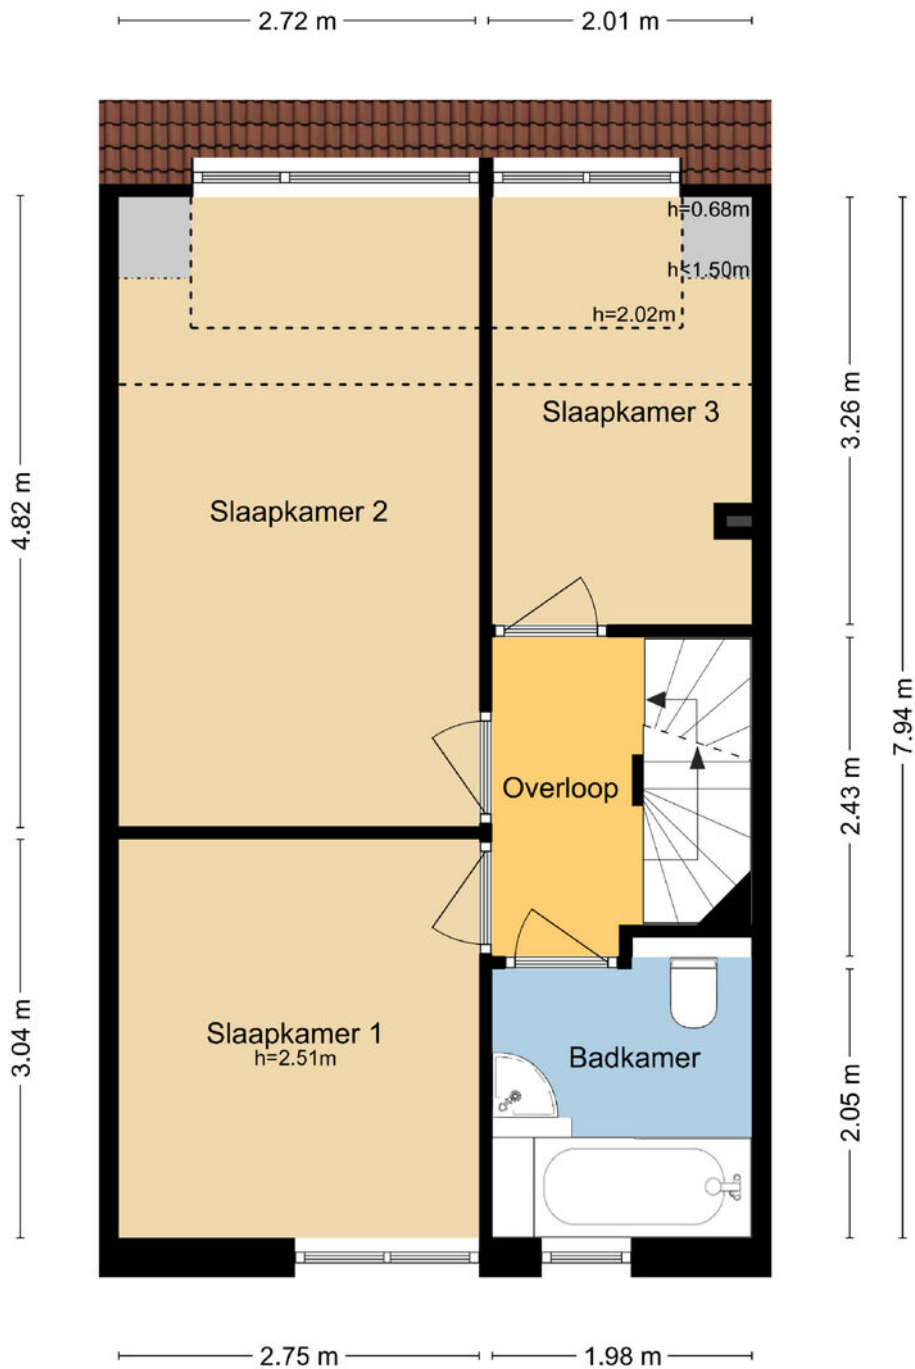 2.72 m
2.01 m
h=0.68m
h<1.50m
h=2.02m
Slaapkamer 3
3.26 m
4.82 m
Slaapkamer 2
7.94 m
Overloop
2.43 m
Slaapkamer 1
h=2.51m
3.04 m
Badkamer
2.05 m
2.75 m
1.98 m